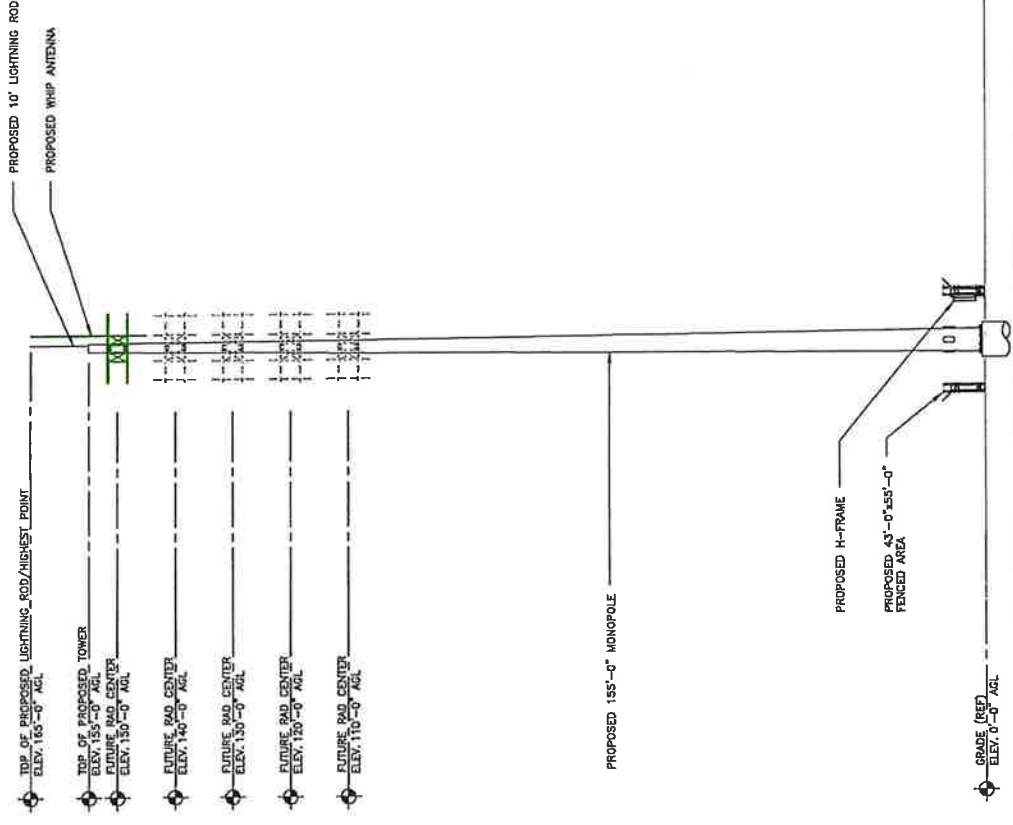 PROPOSED 10' LIGHTNING ROD
PROPOSED WHIP ANTENNA
TOP OF PROPOSED LIGHTNING ROD/HIGHEST POINT
ELEV. 165'-0" AGL
TOP OF PROPOSED TOWER
ELEV. 155'-0" AGL
FUTURE RAD CENTER
ELEV. 150'-0" AGL
FUTURE RAD CENTER
ELEV. 140'-0" AGL
FUTURE RAD CENTER
ELEV. 130'-0" AGL
FUTURE RAD CENTER
ELEV. 120'-0" AGL
FUTURE RAD CENTER
ELEV. 110'-0" AGL
PROPOSED 155'-0" MONOPOLE
PROPOSED H-FRAME
PROPOSED 43'-0"x55'-0"
FENCED AREA
GRADE (REF)
ELEV. 0'-0" AGL